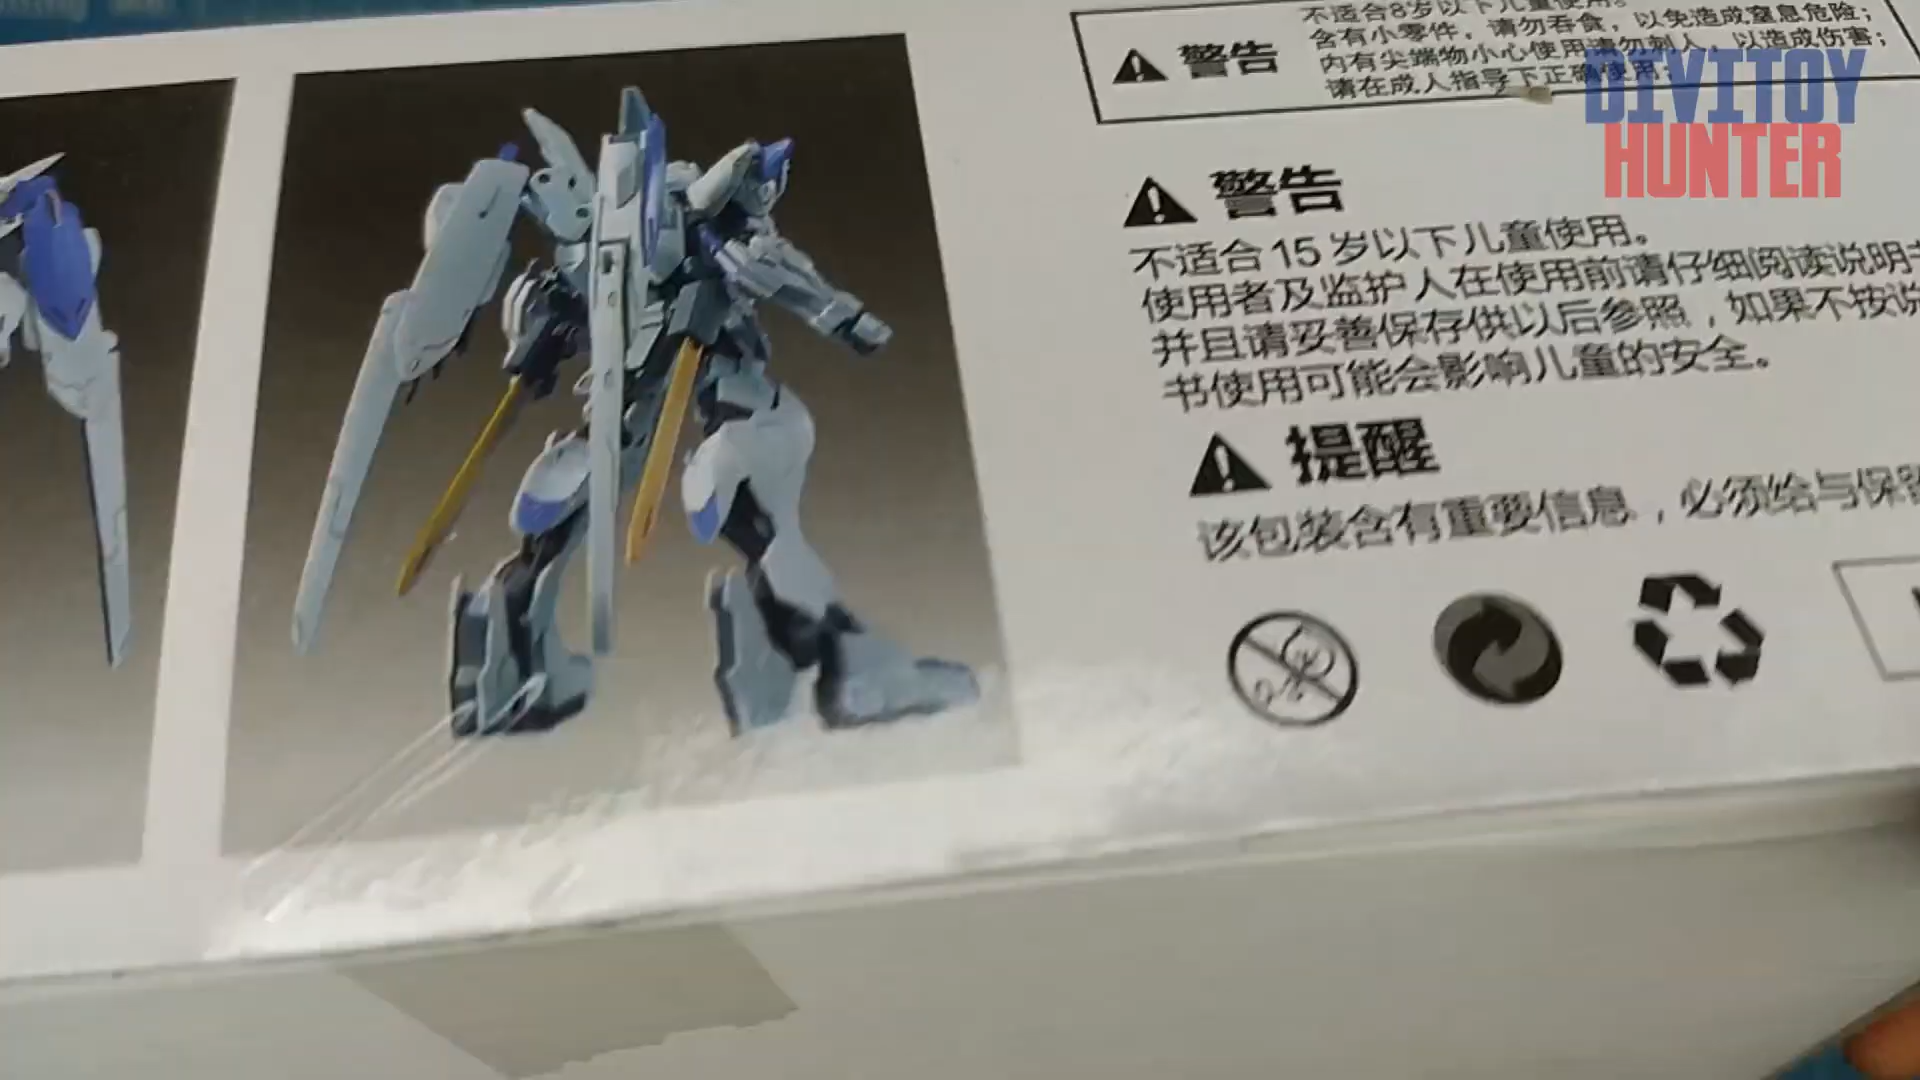 不适合8岁以下儿童使用。
警告
含有小零件，请勿吞食，以免造成窒息危险；
内有尖端物小心使用请勿刺人，以造成伤害；
请在成人指导下正确使用；
DIVITOY
HUNTER
警告
不适合15岁以下儿童使用。
使用者及监护人在使用前请仔细阅读说明书
并且请妥善保存供以后参照，如果不按说
书使用可能会影响儿童的安全。
提醒
该包装含有重要信息，必须给与保留